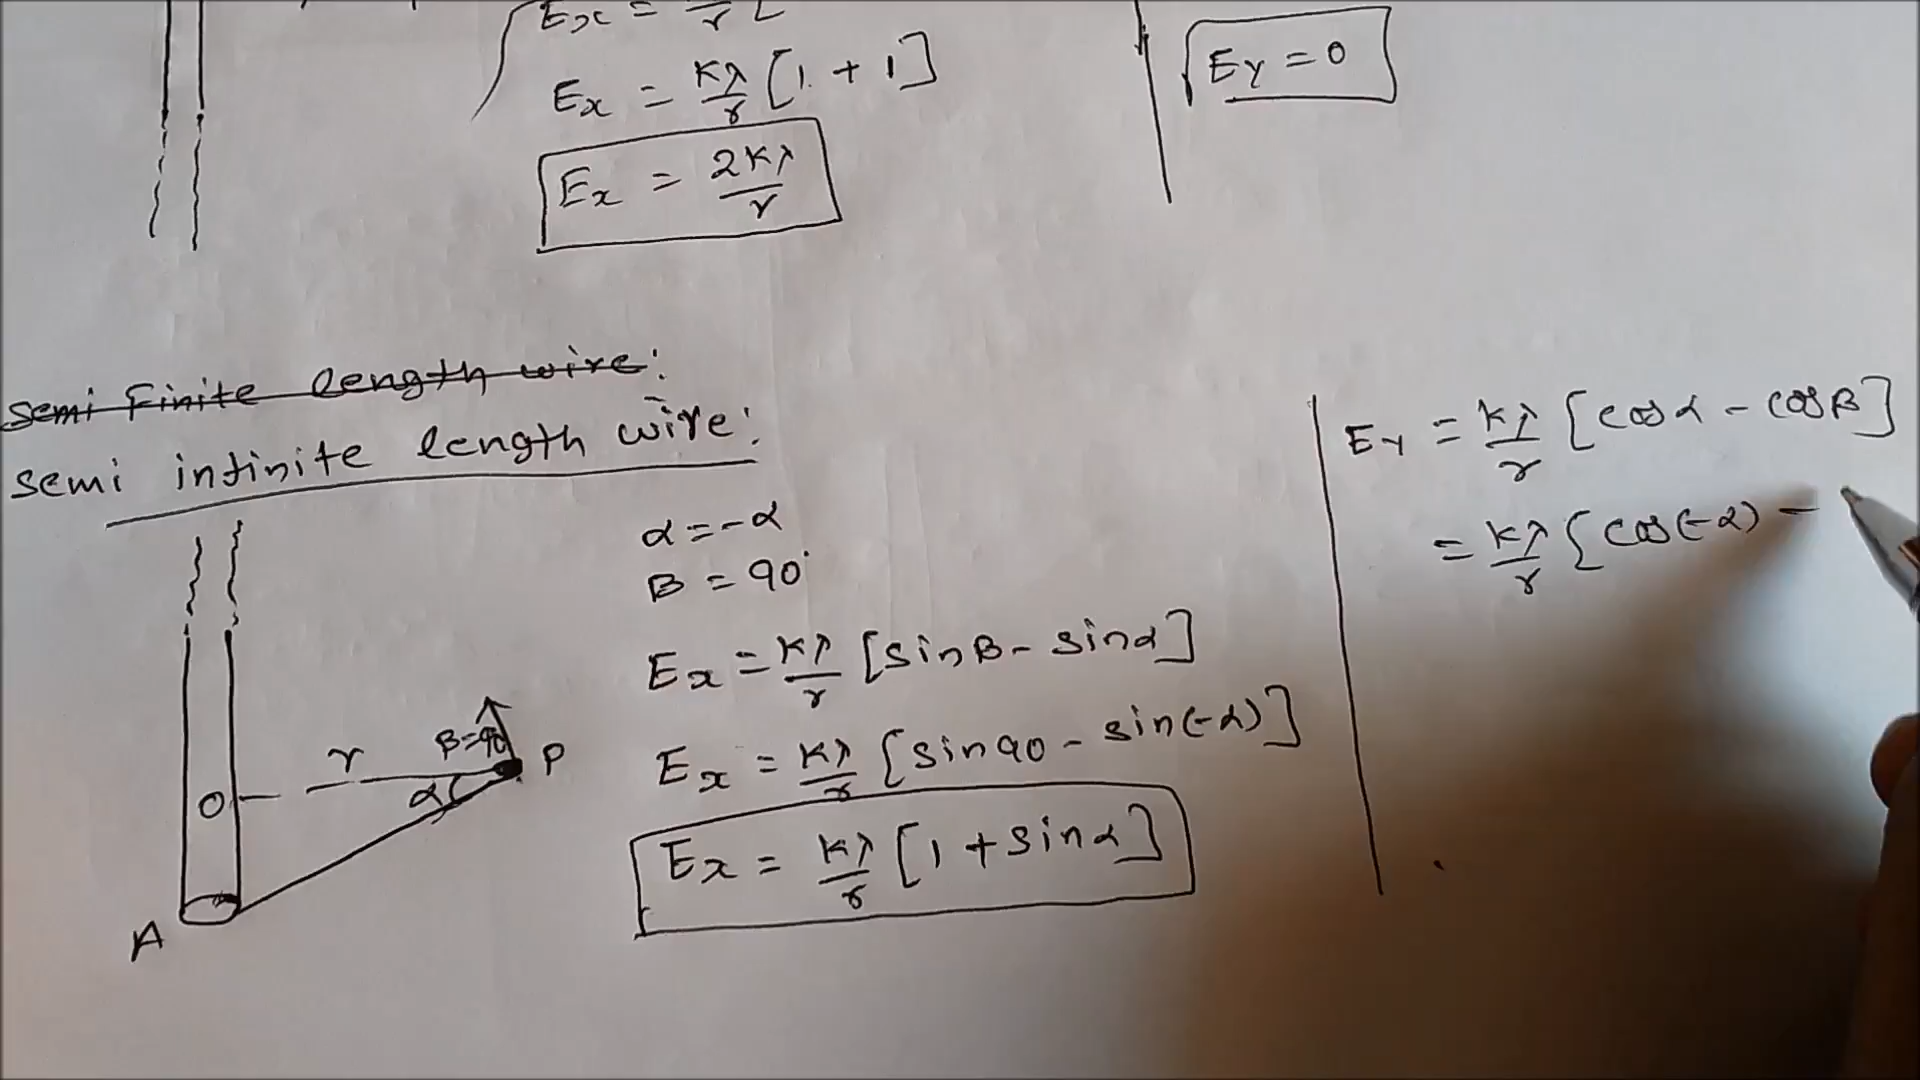 Ex = Kλ/r [1 + 1]
Ex = 2Kλ/r
Ey = 0
semi Finite length wire:
semi infinite length wire:
α = -α
β = 90°
Ex = Kλ/r [sinβ - sinα]
Ex = Kλ/r [sin90 - sin(-α)]
Ex = Kλ/r [1 + sinα]
Ey = Kλ/r [cosα - cosβ]
= Kλ/r [cos(-α) -
β=90
r
P
O
α
A